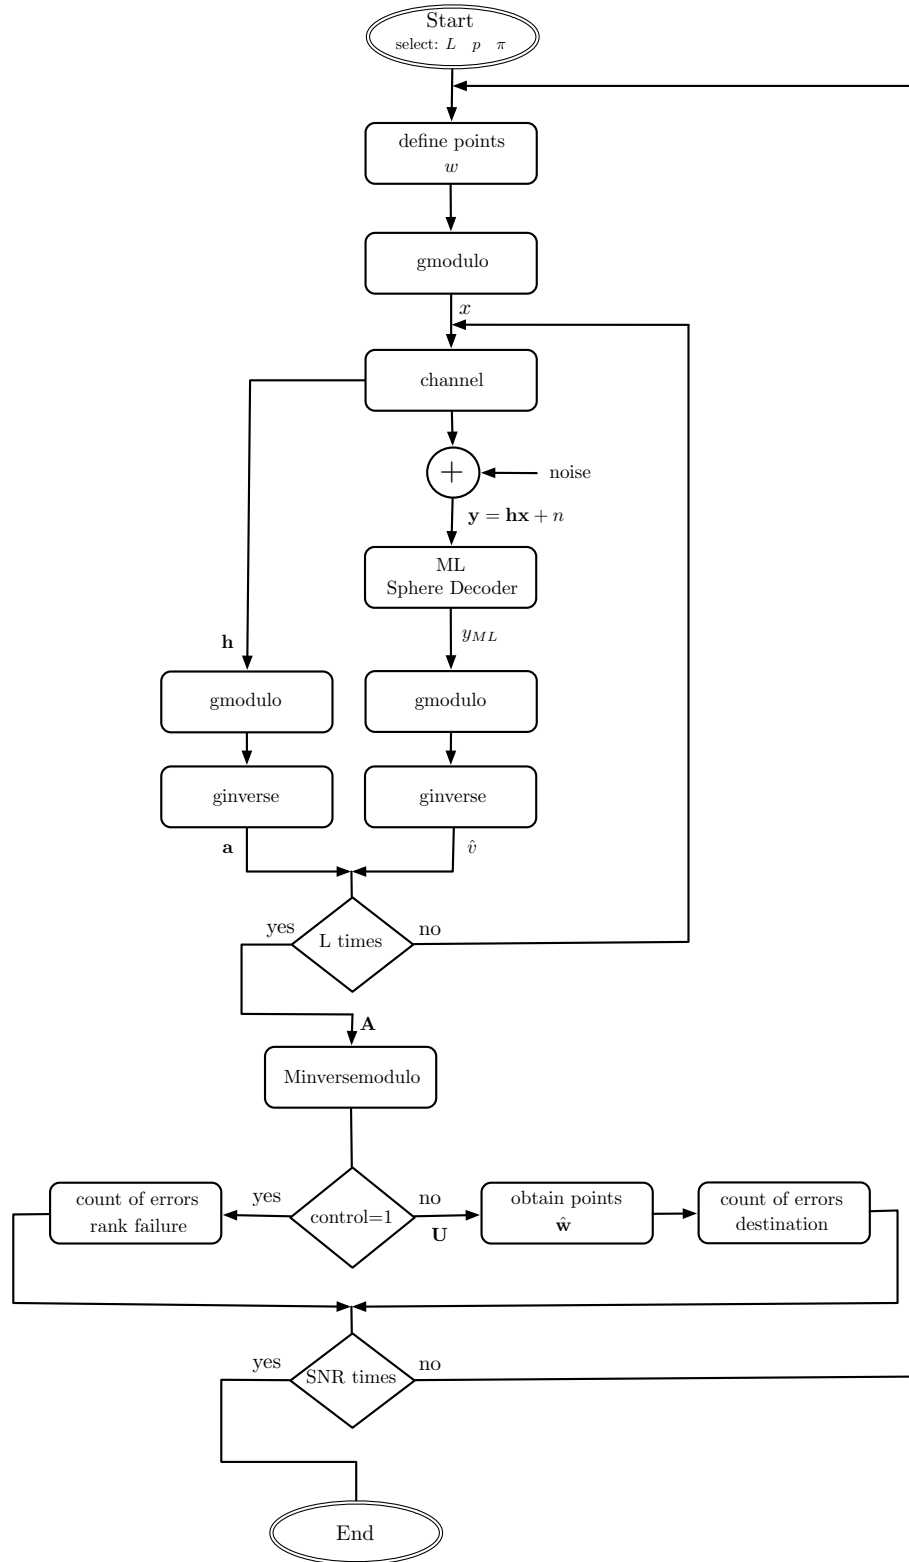 Start
select: L p π
define points
w
gmodulo
x
channel
+
noise
y = hx + n
ML
Sphere Decoder
h
y_{ML}
gmodulo
gmodulo
ginverse
ginverse
a
v̂
yes
no
L times
A
Minversemodulo
count of errors
rank failure
yes
control=1
no
U
obtain points
ŵ
count of errors
destination
yes
no
SNR times
End